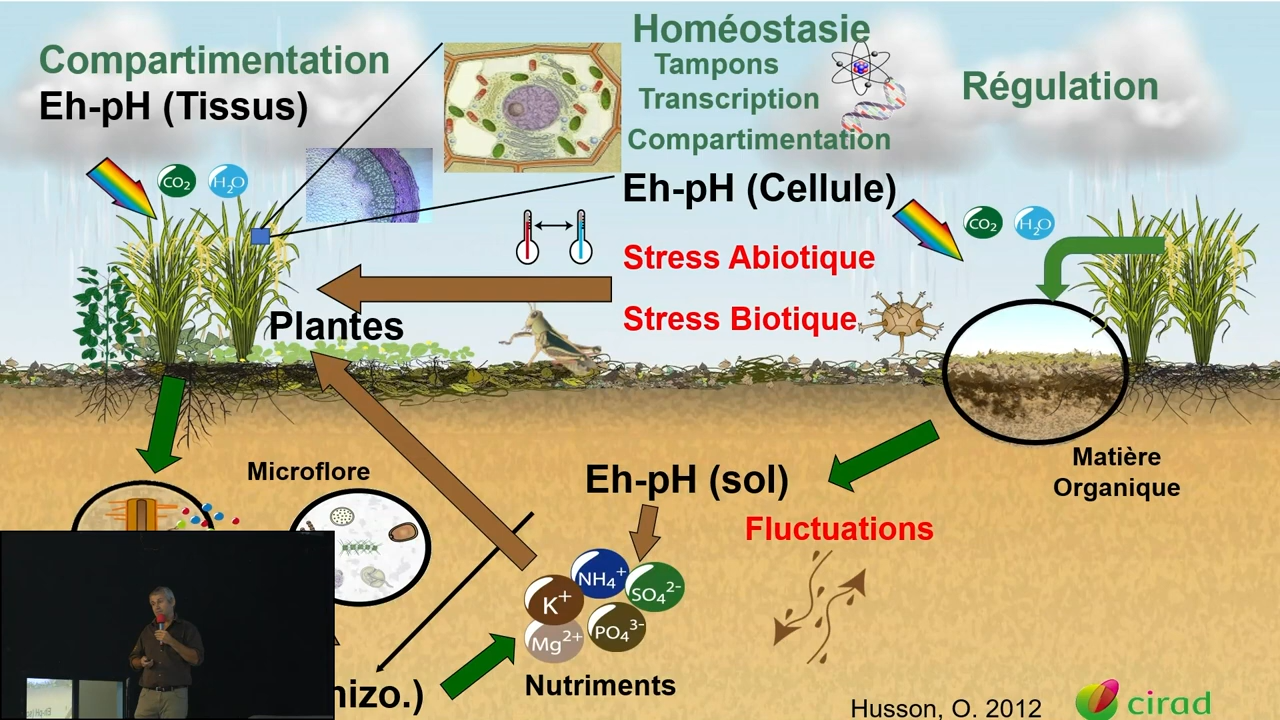 Compartimentation
Eh-pH (Tissus)
Homéostasie
Tampons
Transcription
Compartimentation
Eh-pH (Cellule)
Régulation
CO2
H2O
CO2
H2O
Stress Abiotique
Stress Biotique
Plantes
Microflore
Eh-pH (sol)
Fluctuations
Matière
Organique
NH4+
SO42-
K+
PO43-
Mg2+
Nutriments
hizo.)
Husson, O. 2012
cirad